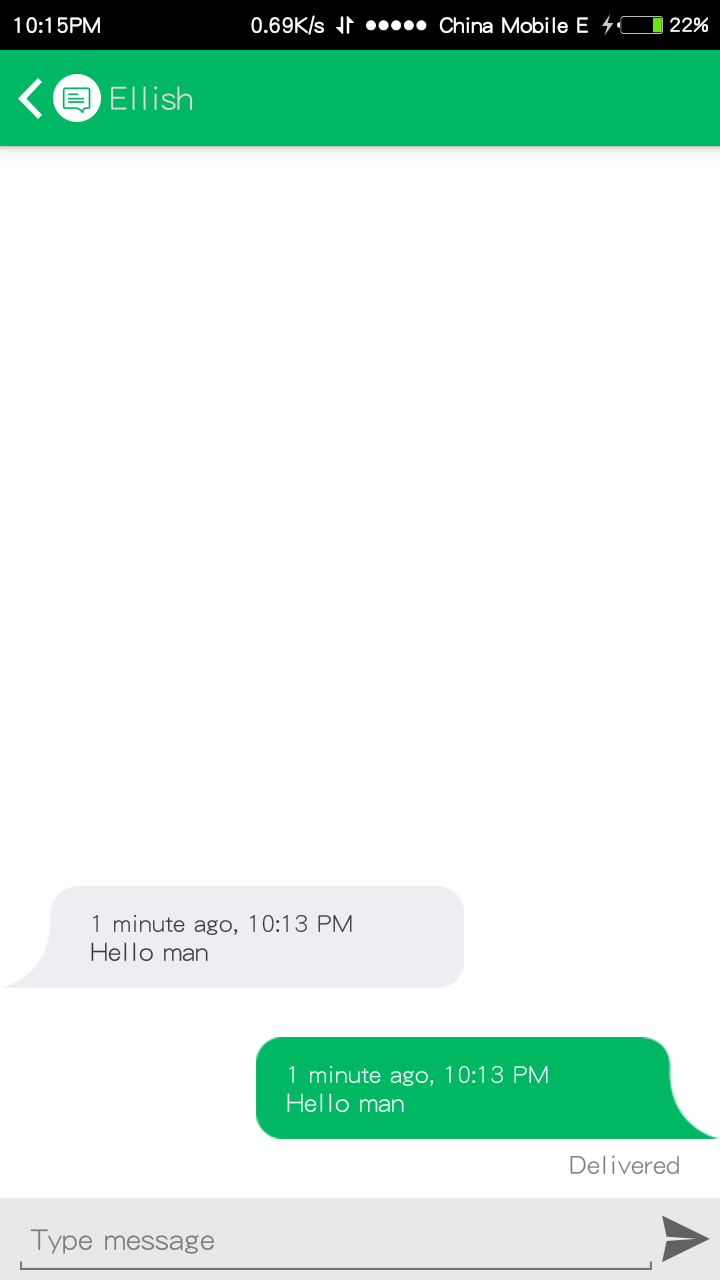 10:15PM 0.69K/s China Mobile E 22%
Ellish
1 minute ago, 10:13 PM
Hello man
1 minute ago, 10:13 PM
Hello man
Delivered
Type message